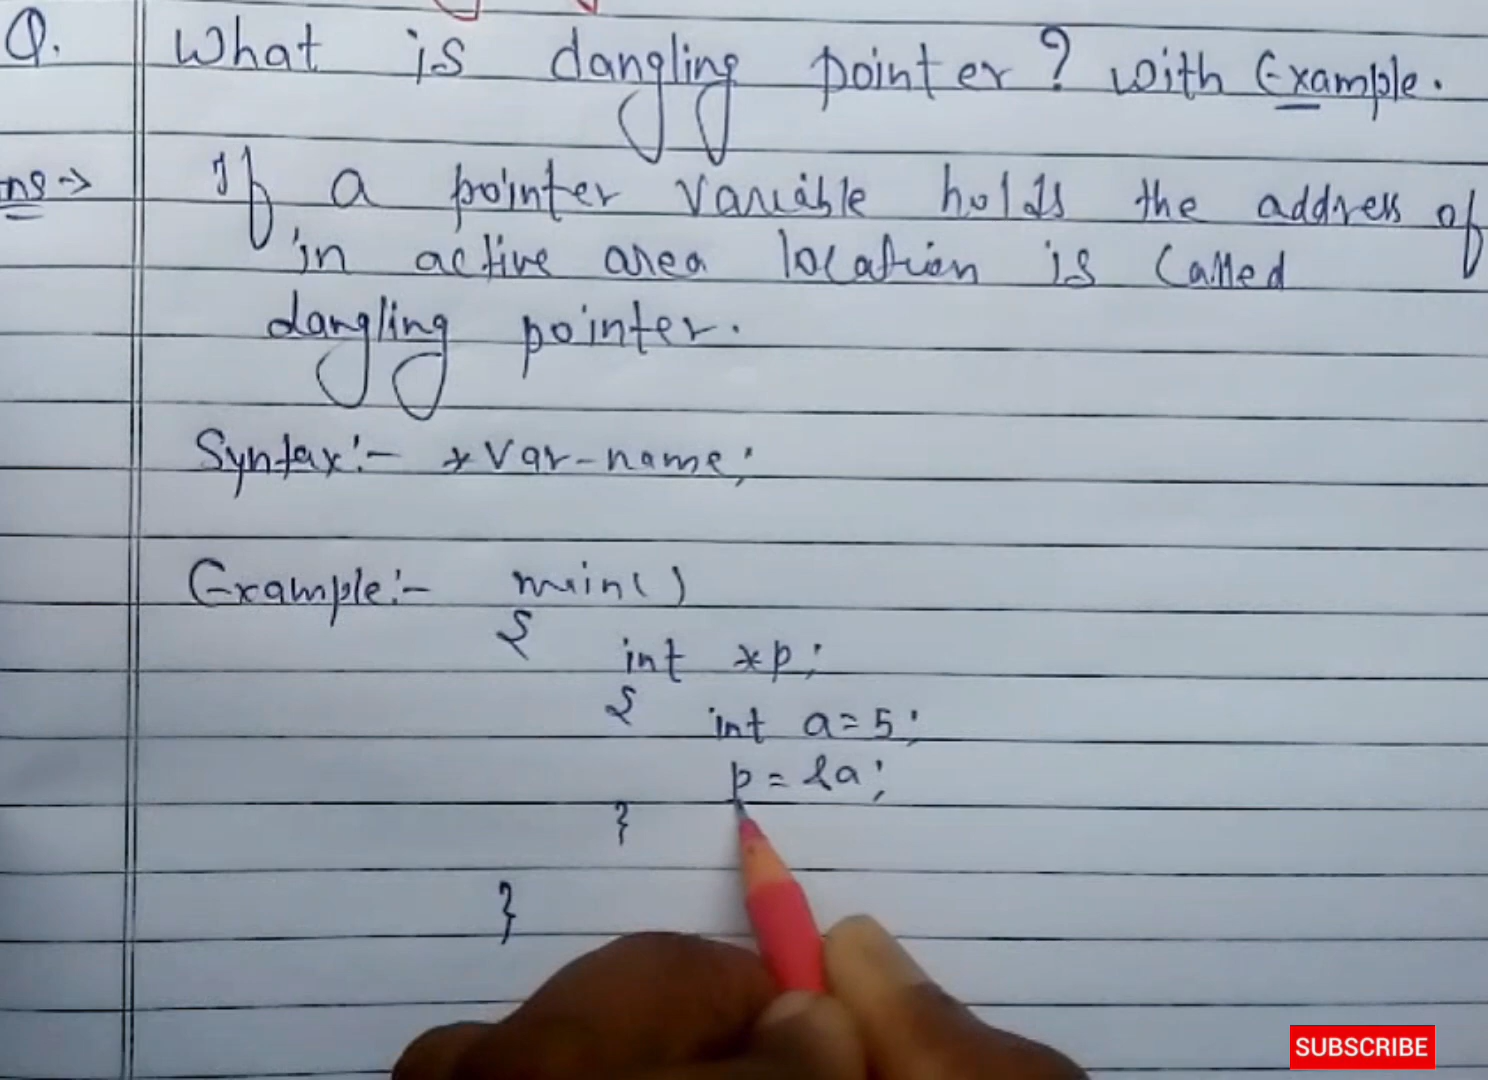 Q. What is dangling pointer? with Example.
ns → If a pointer variable holds the address of
in active area location is called
dangling pointer.
Syntax:- *var-name;
Example:- main()
{
int *p;
{ int a=5;
p=&a;
}
}
SUBSCRIBE